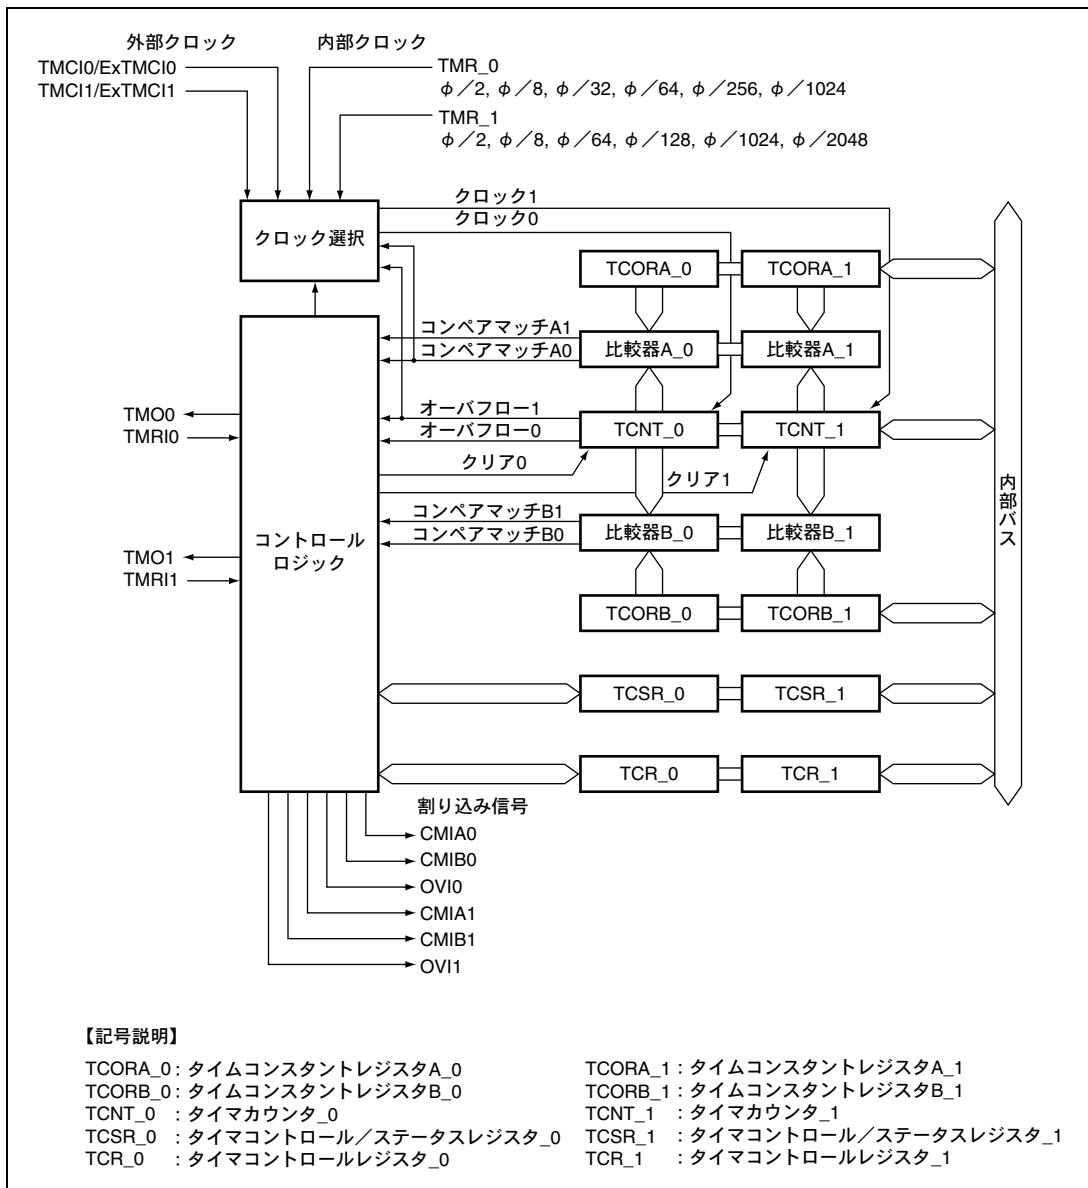 外部クロック
内部クロック
TMCI0/ExTMCI0
TMCI1/ExTMCI1
TMR_0
φ／2, φ／8, φ／32, φ／64, φ／256, φ／1024
TMR_1
φ／2, φ／8, φ／64, φ／128, φ／1024, φ／2048
クロック1
クロック0
クロック選択
TCORA_0
TCORA_1
コンペアマッチA1
コンペアマッチA0
比較器A_0
比較器A_1
TMO0
TMRI0
オーバフロー1
オーバフロー0
TCNT_0
TCNT_1
クリア0
クリア1
内部バス
コンペアマッチB1
コンペアマッチB0
比較器B_0
比較器B_1
コントロール
ロジック
TMO1
TMRI1
TCORB_0
TCORB_1
TCSR_0
TCSR_1
TCR_0
TCR_1
割り込み信号
CMIA0
CMIB0
OVI0
CMIA1
CMIB1
OVI1
【記号説明】
TCORA_0 : タイムコンスタントレジスタA_0
TCORB_0 : タイムコンスタントレジスタB_0
TCNT_0 : タイマカウンタ_0
TCSR_0 : タイマコントロール／ステータスレジスタ_0
TCR_0 : タイマコントロールレジスタ_0
TCORA_1 : タイムコンスタントレジスタA_1
TCORB_1 : タイムコンスタントレジスタB_1
TCNT_1 : タイマカウンタ_1
TCSR_1 : タイマコントロール／ステータスレジスタ_1
TCR_1 : タイマコントロールレジスタ_1